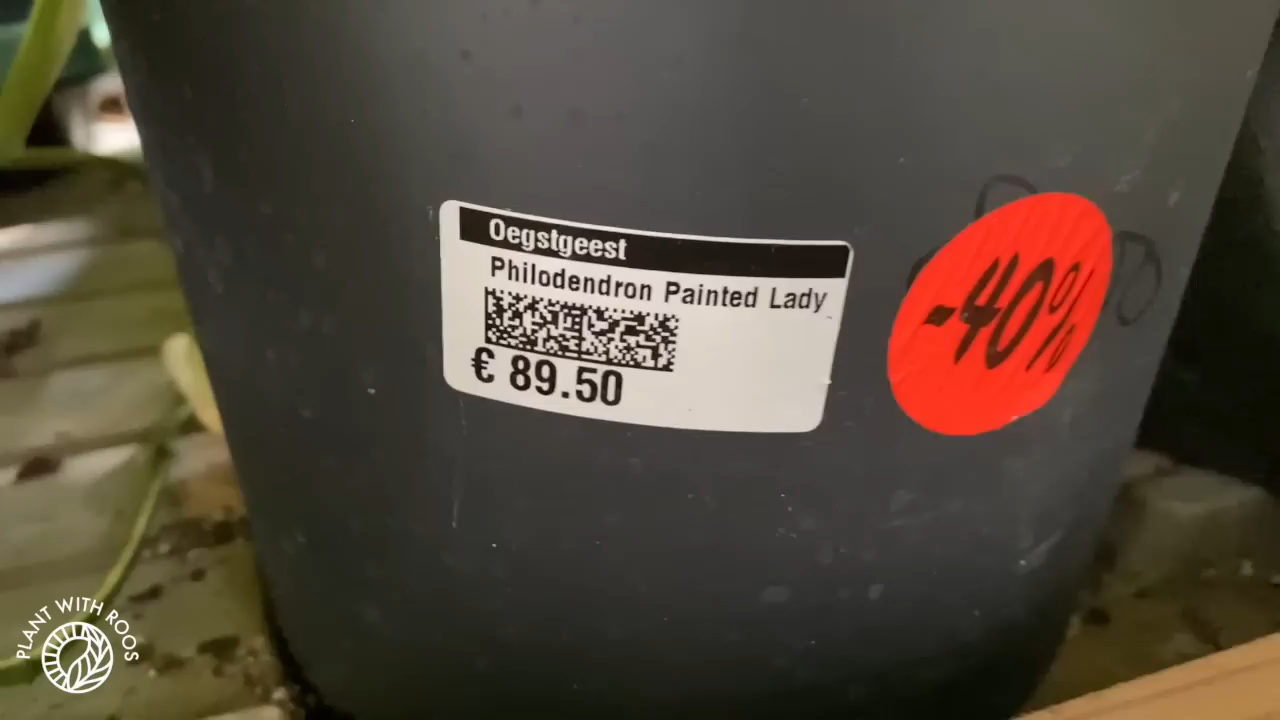 Oegstgeest
Philodendron Painted Lady
€ 89.50
-40%
PLANT WITH ROOS